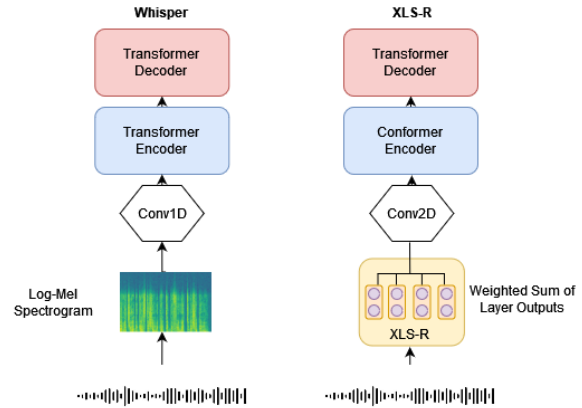 Whisper
Transformer
Decoder
Transformer
Encoder
Conv1D
Log-Mel
Spectrogram
XLS-R
Transformer
Decoder
Conformer
Encoder
Conv2D
XLS-R
Weighted Sum of
Layer Outputs